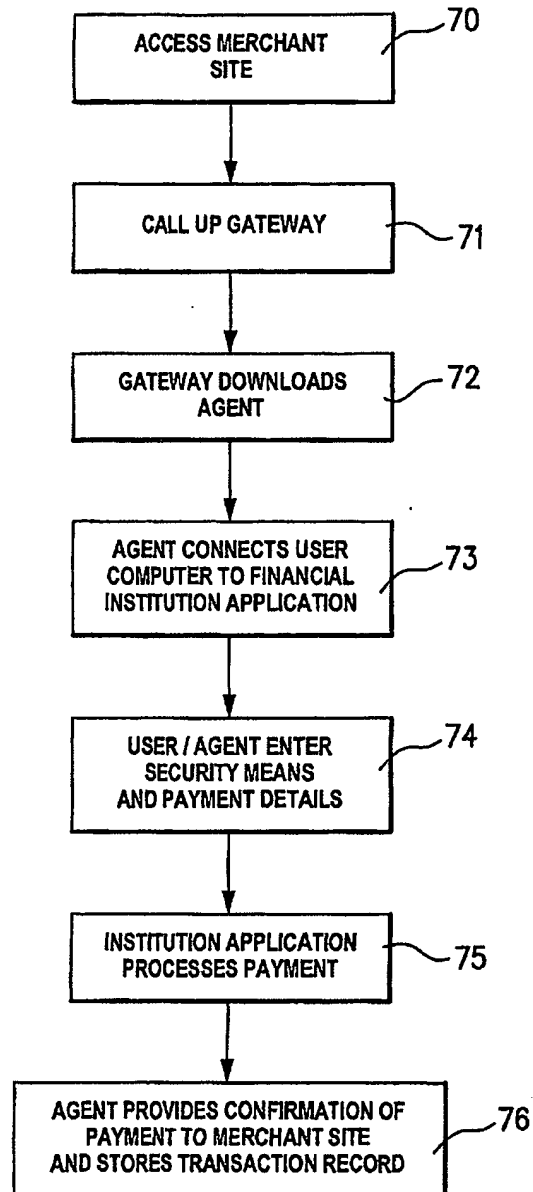 ACCESS MERCHANT
SITE
70
CALL UP GATEWAY
71
GATEWAY DOWNLOADS
AGENT
72
AGENT CONNECTS USER
COMPUTER TO FINANCIAL
INSTITUTION APPLICATION
73
USER / AGENT ENTER
SECURITY MEANS
AND PAYMENT DETAILS
74
INSTITUTION APPLICATION
PROCESSES PAYMENT
75
AGENT PROVIDES CONFIRMATION OF
PAYMENT TO MERCHANT SITE
AND STORES TRANSACTION RECORD
76